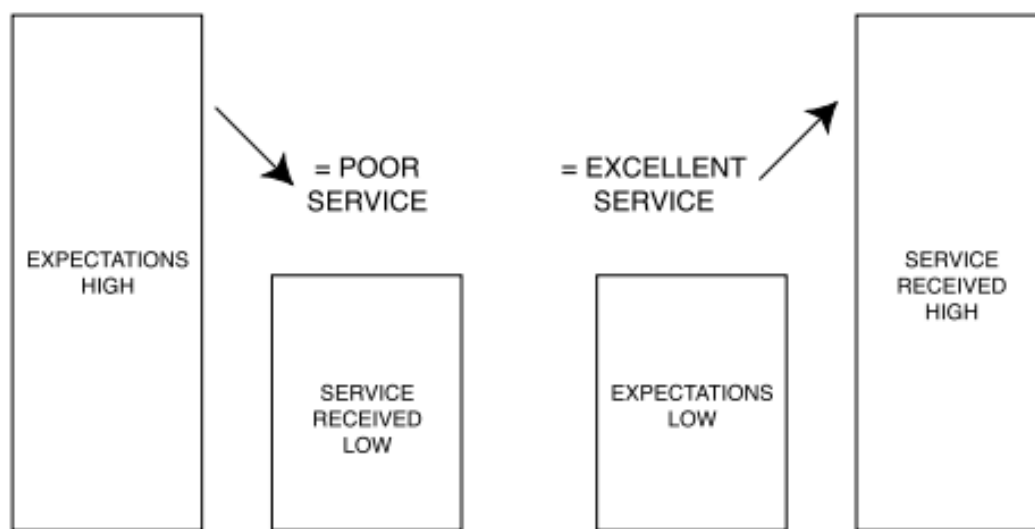 EXPECTATIONS
HIGH
= POOR
SERVICE
SERVICE
RECEIVED
LOW
= EXCELLENT
SERVICE
EXPECTATIONS
LOW
SERVICE
RECEIVED
HIGH